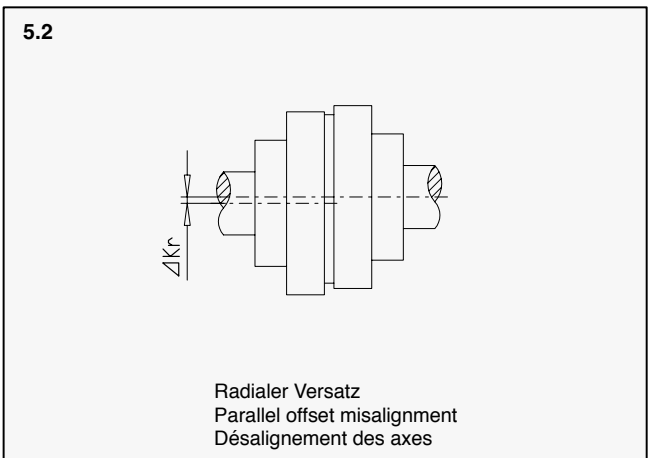 5.2
ΔKr
Radialer Versatz
Parallel offset misalignment
Désalignement des axes